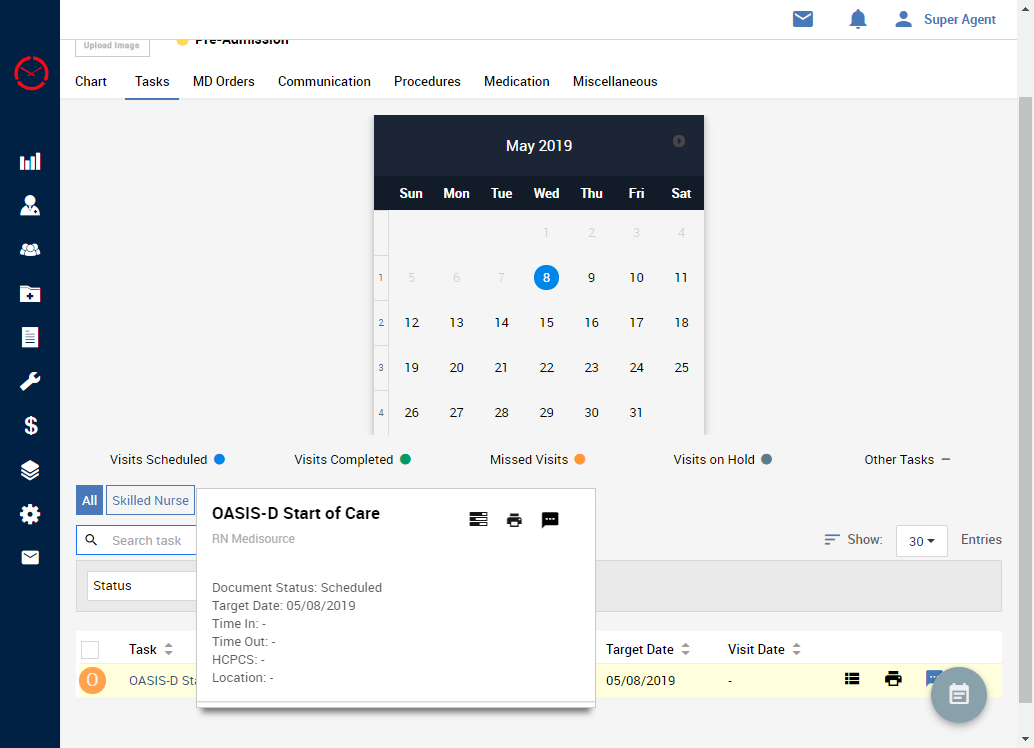 Super Agent
Upload Image
Pre-Admission
Chart Tasks MD Orders Communication Procedures Medication Miscellaneous
May 2019
Sun Mon Tue Wed Thu Fri Sat
1 2 3 4
1 5 6 7 8 9 10 11
2 12 13 14 15 16 17 18
3 19 20 21 22 23 24 25
4 26 27 28 29 30 31
Visits Scheduled Visits Completed Missed Visits Visits on Hold Other Tasks
All Skilled Nurse
OASIS-D Start of Care
RN Medisource
Search task
Show: 30 Entries
Status
Document Status: Scheduled
Target Date: 05/08/2019
Time In: -
Time Out: -
HCPCS: -
Location: -
Task Target Date Visit Date
O OASIS-D Sta 05/08/2019 -